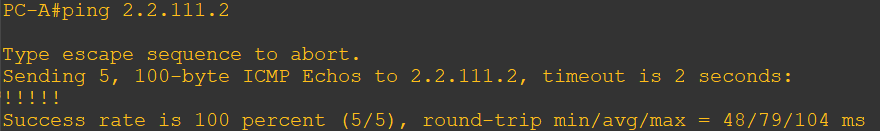 PC-A#ping 2.2.111.2
Type escape sequence to abort.
Sending 5, 100-byte ICMP Echos to 2.2.111.2, timeout is 2 seconds:
!!!!!
Success rate is 100 percent (5/5), round-trip min/avg/max = 48/79/104 ms